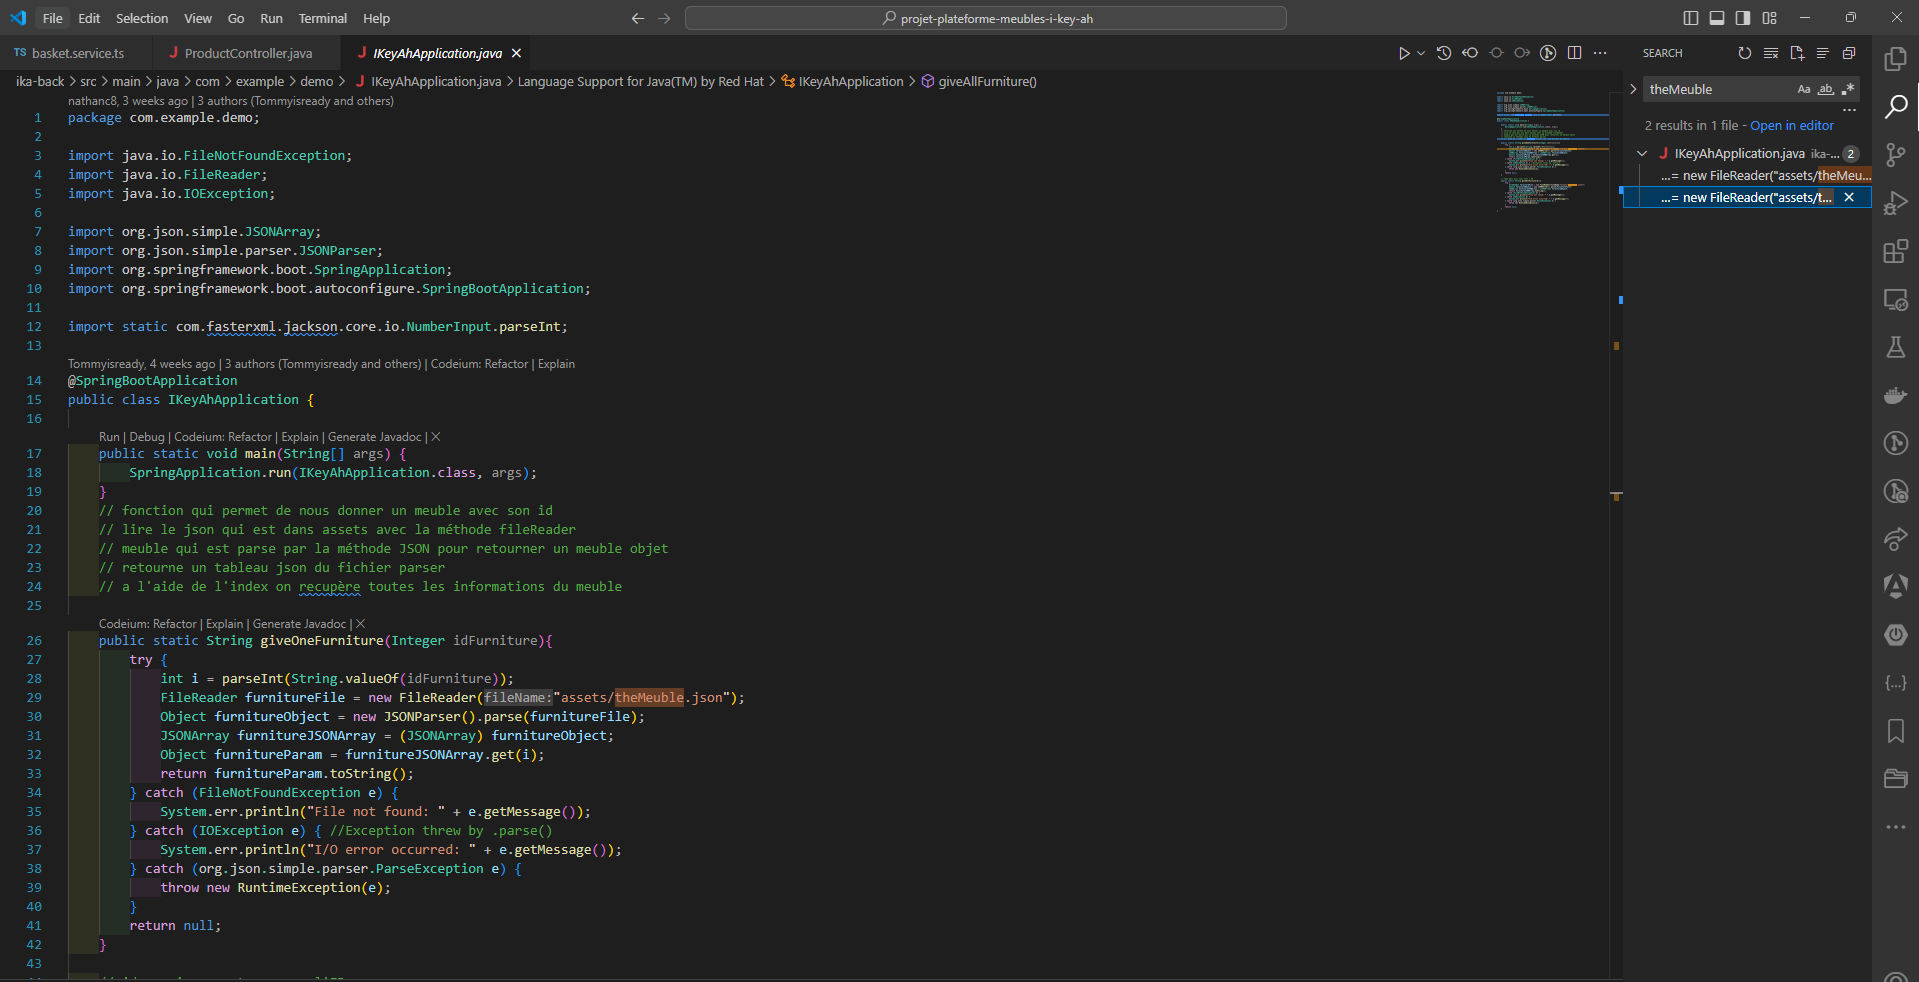 File Edit Selection View Go Run Terminal Help
projet-plateforme-meubles-i-key-ah
TS basket.service.ts
J ProductController.java
J IKeyAhApplication.java
ika-back > src > main > java > com > example > demo > J IKeyAhApplication.java > Language Support for Java(TM) by Red Hat > IKeyAhApplication > giveAllFurniture()
nathanc8, 3 weeks ago | 3 authors (Tommyisready and others)
1 package com.example.demo;
2
3 import java.io.FileNotFoundException;
4 import java.io.FileReader;
5 import java.io.IOException;
6
7 import org.json.simple.JSONArray;
8 import org.json.simple.parser.JSONParser;
9 import org.springframework.boot.SpringApplication;
10 import org.springframework.boot.autoconfigure.SpringBootApplication;
11
12 import static com.fasterxml.jackson.core.io.NumberInput.parseInt;
13
Tommyisready, 4 weeks ago | 3 authors (Tommyisready and others) | Codeium: Refactor | Explain
14 @SpringBootApplication
15 public class IKeyAhApplication {
16
Run | Debug | Codeium: Refactor | Explain | Generate Javadoc | X
17 public static void main(String[] args) {
18 SpringApplication.run(IKeyAhApplication.class, args);
19 }
20 // fonction qui permet de nous donner un meuble avec son id
21 // lire le json qui est dans assets avec la méthode fileReader
22 // meuble qui est parse par la méthode JSON pour retourner un meuble objet
23 // retourne un tableau json du fichier parser
24 // a l'aide de l'index on recupère toutes les informations du meuble
25
Codeium: Refactor | Explain | Generate Javadoc | X
26 public static String giveOneFurniture(Integer idFurniture){
27 try {
28 int i = parseInt(String.valueOf(idFurniture));
29 FileReader furnitureFile = new FileReader(fileName:"assets/theMeuble.json");
30 Object furnitureObject = new JSONParser().parse(furnitureFile);
31 JSONArray furnitureJSONArray = (JSONArray) furnitureObject;
32 Object furnitureParam = furnitureJSONArray.get(i);
33 return furnitureParam.toString();
34 } catch (FileNotFoundException e) {
35 System.err.println("File not found: " + e.getMessage());
36 } catch (IOException e) { //Exception threw by .parse()
37 System.err.println("I/O error occurred: " + e.getMessage());
38 } catch (org.json.simple.parser.ParseException e) {
39 throw new RuntimeException(e);
40 }
41 return null;
42 }
43
SEARCH
theMeuble
Aa ab .*
2 results in 1 file - Open in editor
J IKeyAhApplication.java ika-... 2
...= new FileReader("assets/theMeu...
...= new FileReader("assets/t...